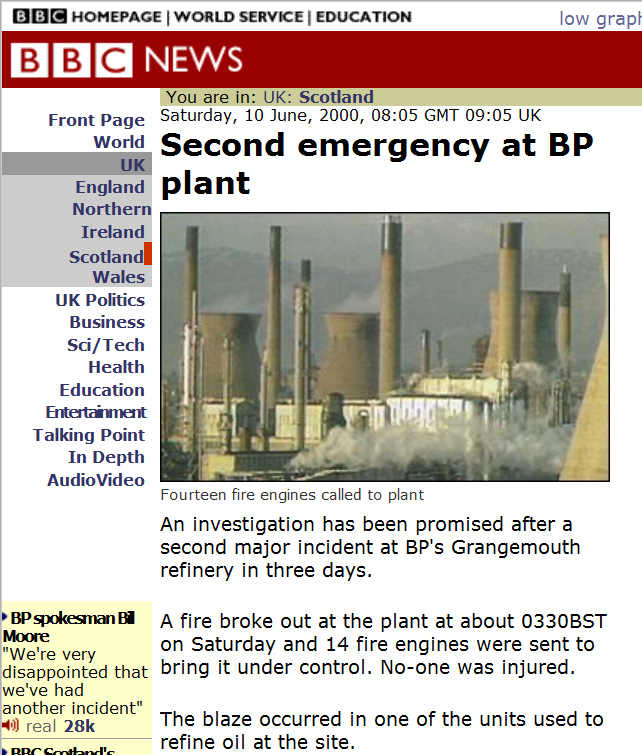 BBC HOMEPAGE | WORLD SERVICE | EDUCATION
low grap
BBC NEWS
You are in: UK: Scotland
Front Page
World
UK
England
Northern
Ireland
Scotland
Wales
UK Politics
Business
Sci/Tech
Health
Education
Entertainment
Talking Point
In Depth
AudioVideo
Saturday, 10 June, 2000, 08:05 GMT 09:05 UK
Second emergency at BP
plant
Fourteen fire engines called to plant
An investigation has been promised after a
second major incident at BP's Grangemouth
refinery in three days.
A fire broke out at the plant at about 0330BST
on Saturday and 14 fire engines were sent to
bring it under control. No-one was injured.
The blaze occurred in one of the units used to
refine oil at the site.
BP spokesman Bill
Moore
"We're very
disappointed that
we've had
another incident"
real 28k
BBC Scotland's